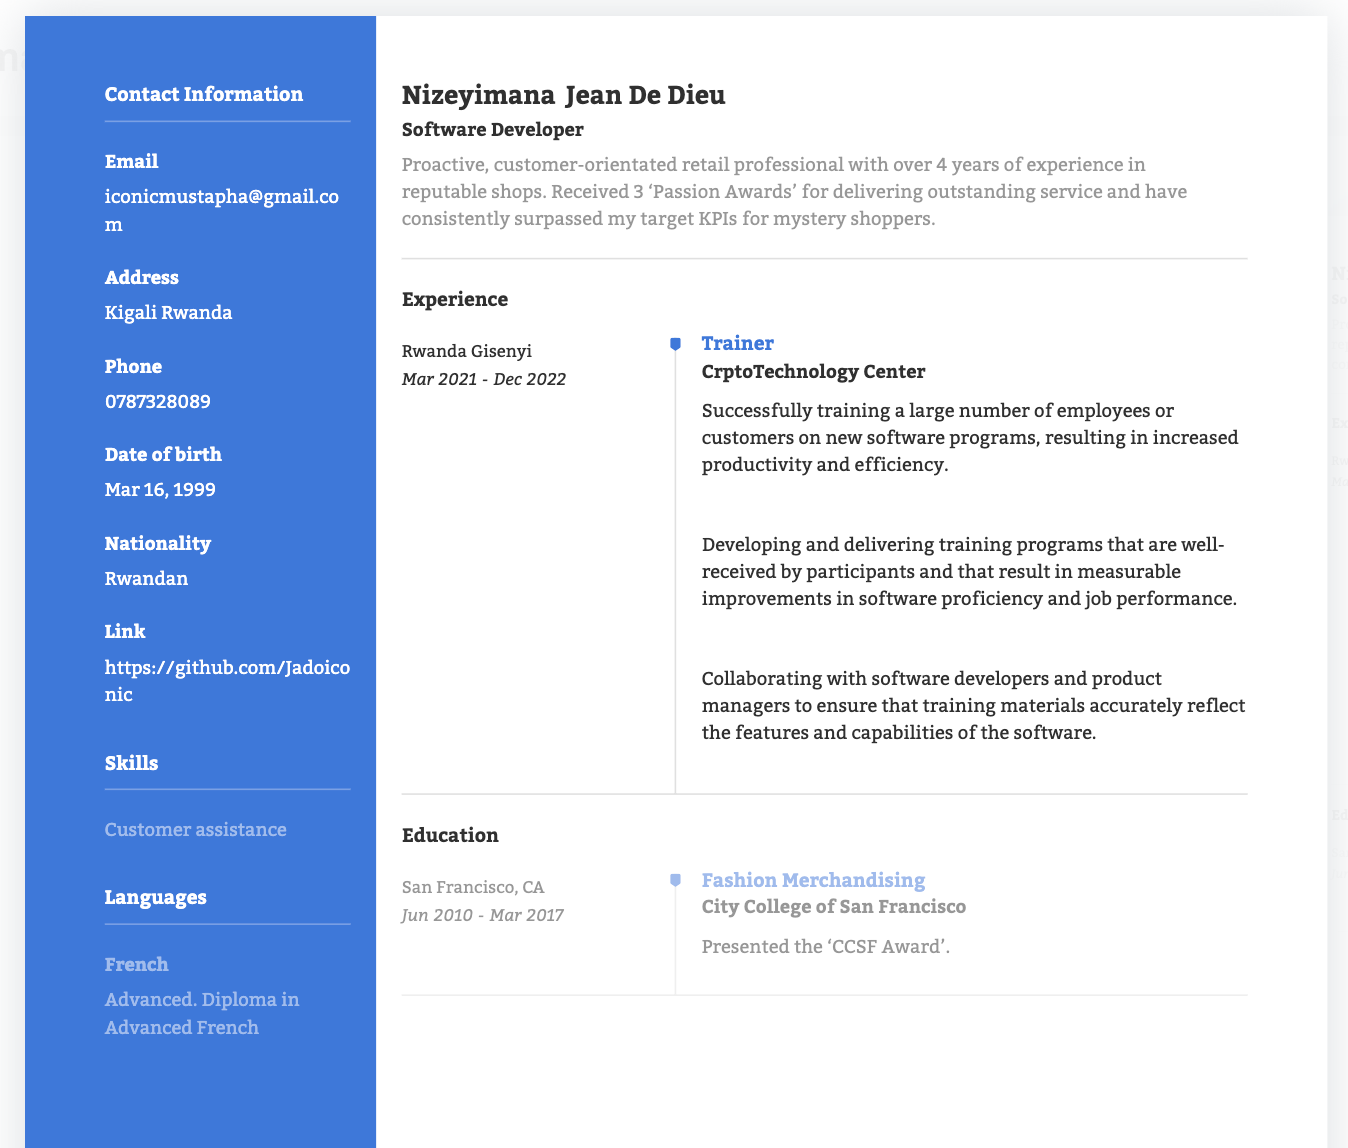 Contact Information
Email
iconicmustapha@gmail.co
m
Address
Kigali Rwanda
Phone
0787328089
Date of birth
Mar 16, 1999
Nationality
Rwandan
Link
https://github.com/Jadoico
nic
Skills
Customer assistance
Languages
French
Advanced. Diploma in
Advanced French
Nizeyimana Jean De Dieu
Software Developer
Proactive, customer-orientated retail professional with over 4 years of experience in
reputable shops. Received 3 ‘Passion Awards’ for delivering outstanding service and have
consistently surpassed my target KPIs for mystery shoppers.
Experience
Rwanda Gisenyi
Mar 2021 - Dec 2022
Trainer
CrptoTechnology Center
Successfully training a large number of employees or
customers on new software programs, resulting in increased
productivity and efficiency.
Developing and delivering training programs that are well-
received by participants and that result in measurable
improvements in software proficiency and job performance.
Collaborating with software developers and product
managers to ensure that training materials accurately reflect
the features and capabilities of the software.
Education
San Francisco, CA
Jun 2010 - Mar 2017
Fashion Merchandising
City College of San Francisco
Presented the ‘CCSF Award’.